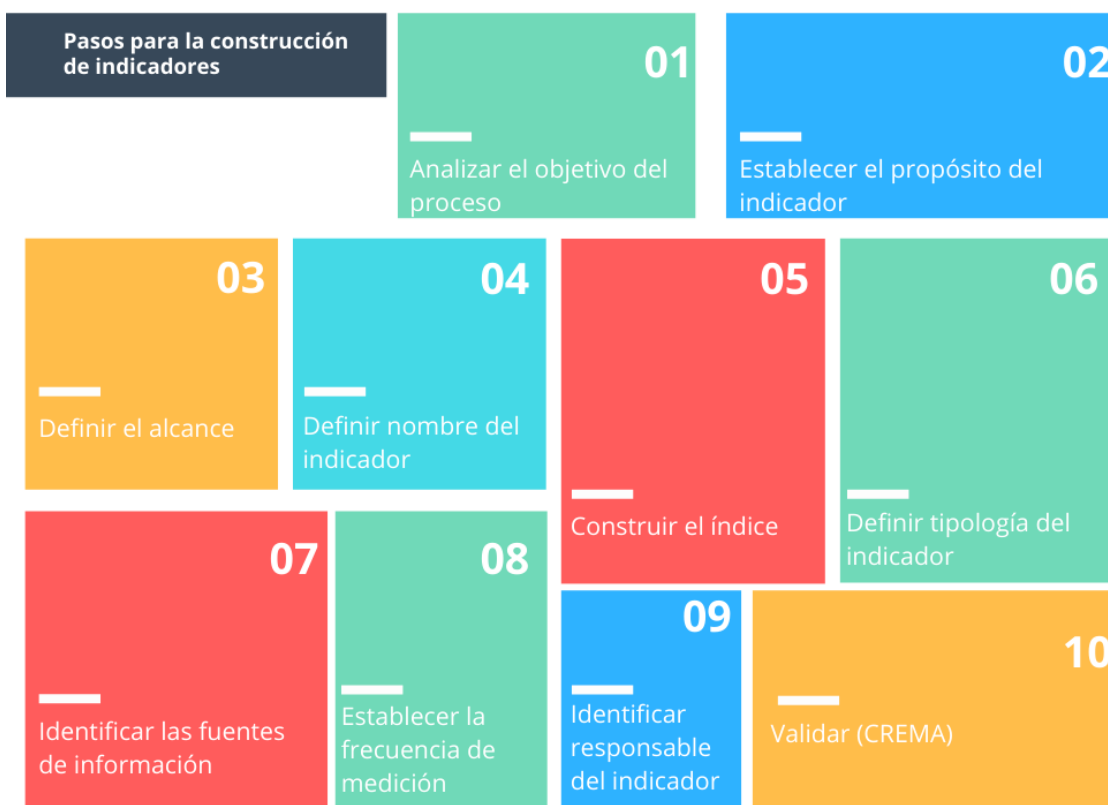 Pasos para la construcción
de indicadores
01
Analizar el objetivo del
proceso
02
Establecer el propósito del
indicador
03
Definir el alcance
04
Definir nombre del
indicador
05
Construir el índice
06
Definir tipología del
indicador
07
Identificar las fuentes
de información
08
Establecer la
frecuencia de
medición
09
Identificar
responsable
del indicador
10
Validar (CREMA)